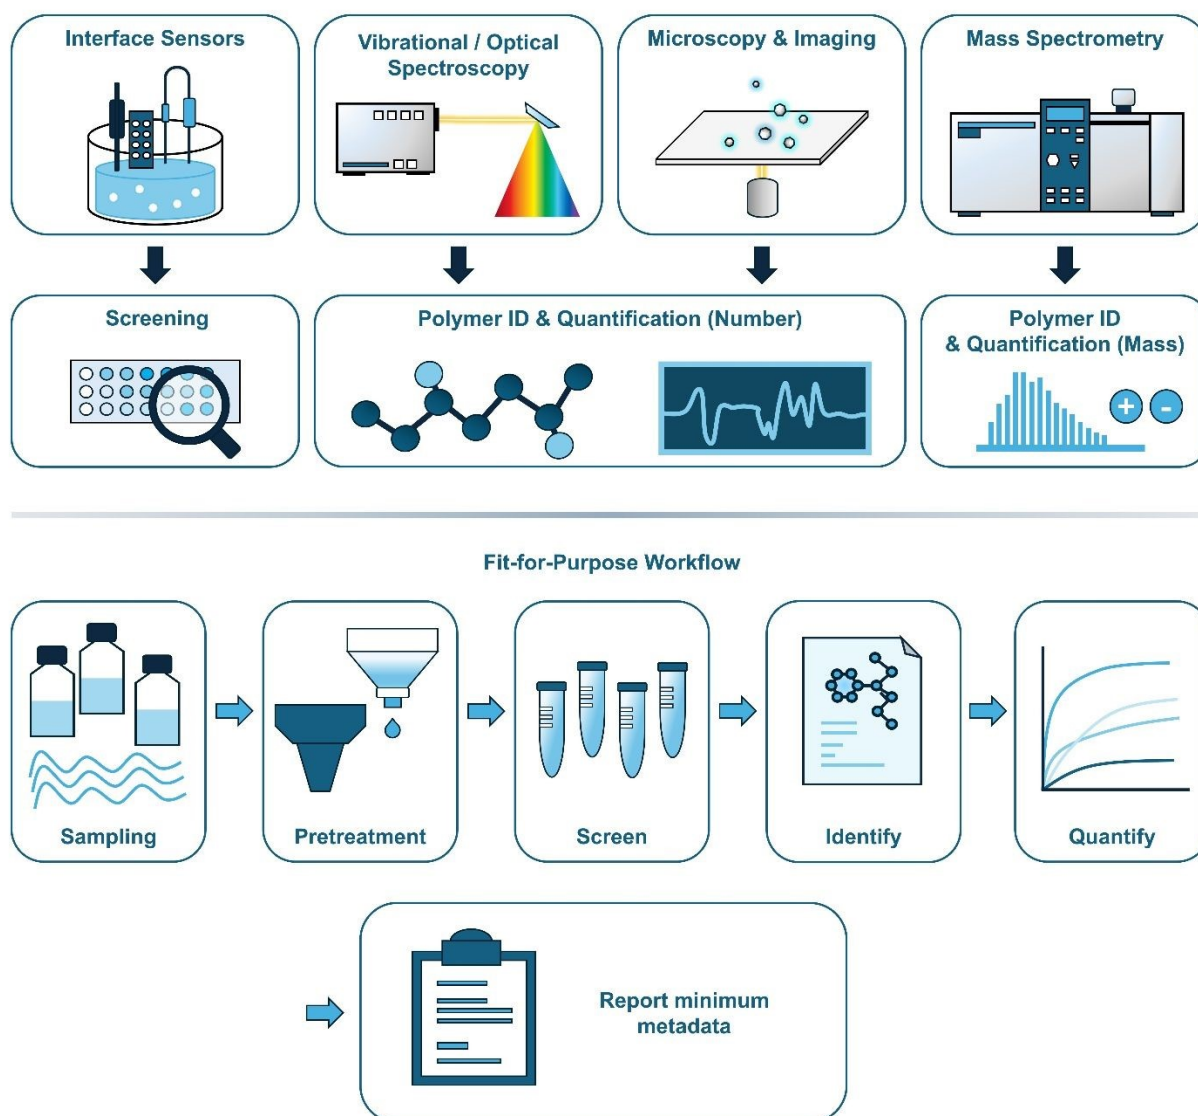 Interface Sensors
Vibrational / Optical
Spectroscopy
Microscopy & Imaging
Mass Spectrometry
Screening
Polymer ID & Quantification (Number)
Polymer ID
& Quantification (Mass)
+
-
Fit-for-Purpose Workflow
Sampling
Pretreatment
Screen
Identify
Quantify
Report minimum
metadata